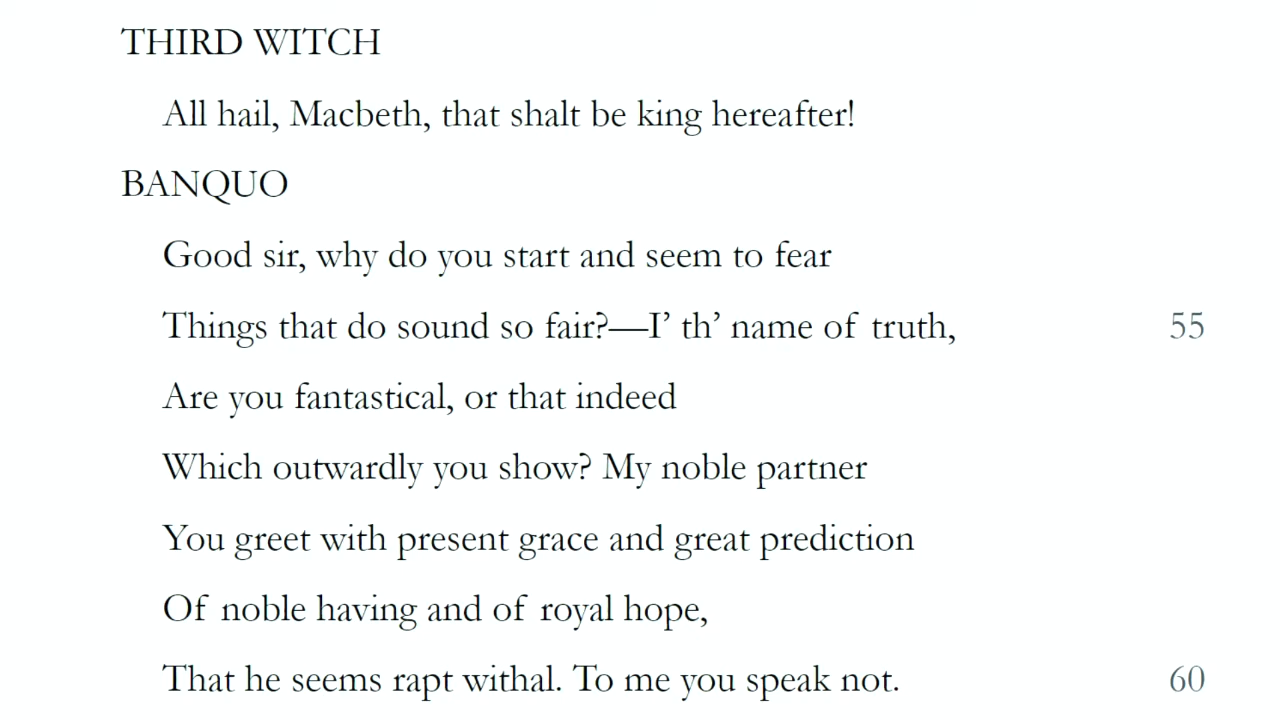 THIRD WITCH
All hail, Macbeth, that shalt be king hereafter!
BANQUO
Good sir, why do you start and seem to fear
Things that do sound so fair?—I’ th’ name of truth, 55
Are you fantastical, or that indeed
Which outwardly you show? My noble partner
You greet with present grace and great prediction
Of noble having and of royal hope,
That he seems rapt withal. To me you speak not. 60